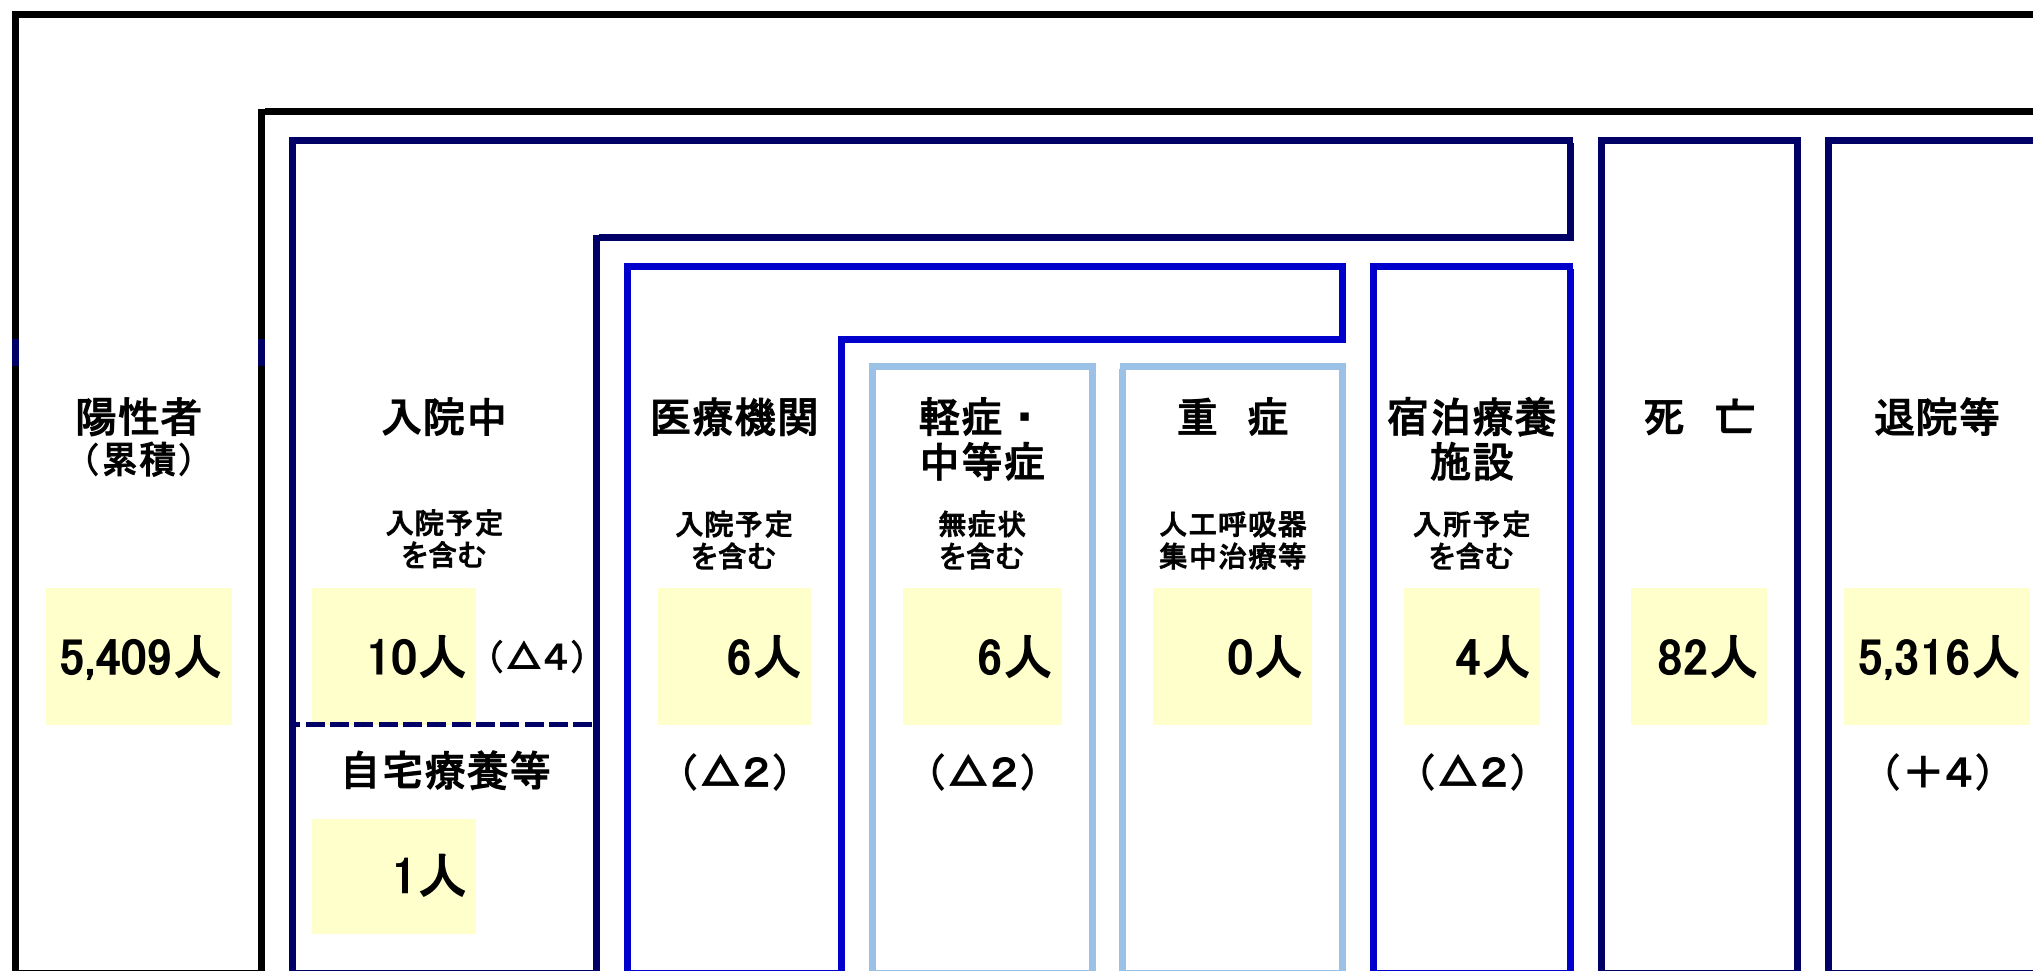 陽性者
（累積）
5,409人
入院中
入院予定
を含む
10人 （△4）
自宅療養等
1人
医療機関
入院予定
を含む
6人
（△2）
軽症・
中等症
無症状
を含む
6人
（△2）
重　症
人工呼吸器
集中治療等
0人
宿泊療養
施設
入所予定
を含む
4人
（△2）
死　亡
82人
退院等
5,316人
（＋4）